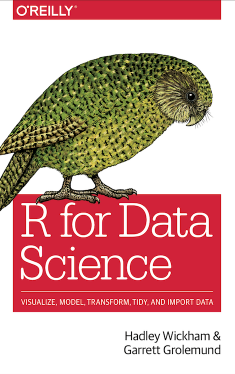 O'REILLY®
R for Data
Science
VISUALIZE, MODEL, TRANSFORM, TIDY, AND IMPORT DATA
Hadley Wickham &
Garrett Grolemund